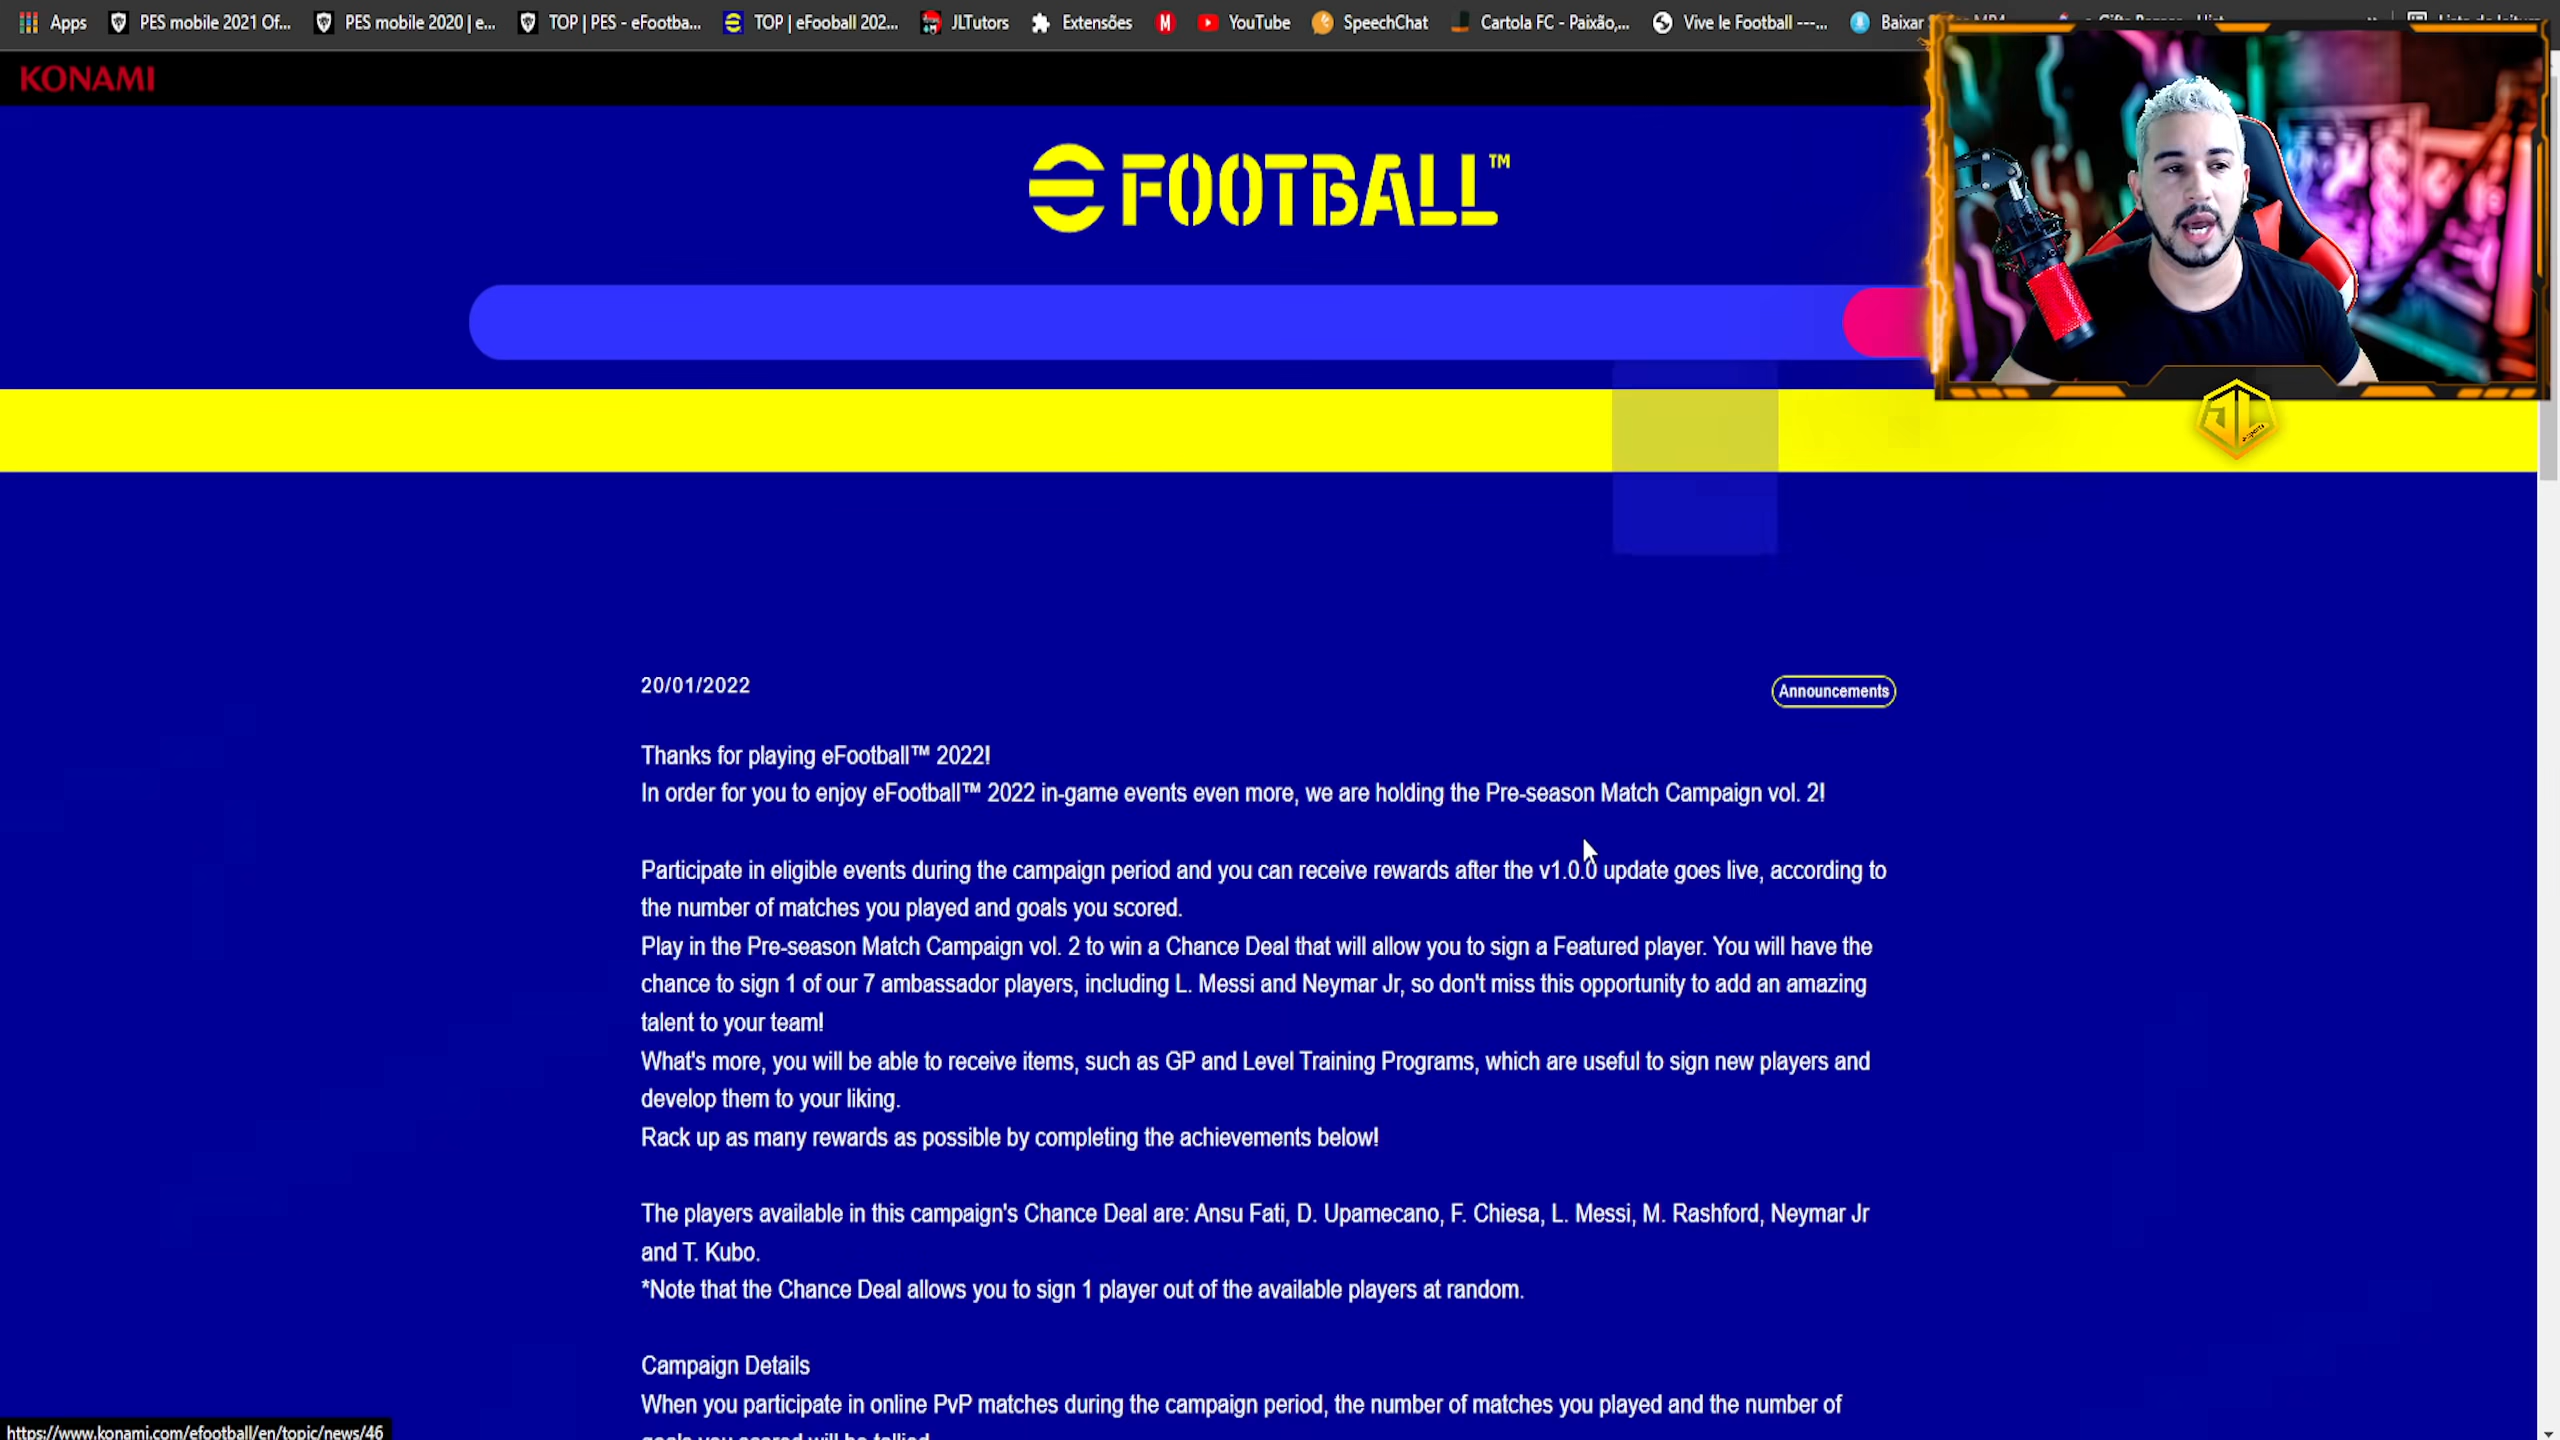 Apps PES mobile 2021 Of... PES mobile 2020 | e... TOP | PES - eFootba... TOP | eFooball 202... JLTutors Extensões M YouTube SpeechChat Cartola FC - Paixão,... Vive le Football ---... Baixar
KONAMI
FOOTBALL™
20/01/2022
Announcements
Thanks for playing eFootball™ 2022!
In order for you to enjoy eFootball™ 2022 in-game events even more, we are holding the Pre-season Match Campaign vol. 2!
Participate in eligible events during the campaign period and you can receive rewards after the v1.0.0 update goes live, according to
the number of matches you played and goals you scored.
Play in the Pre-season Match Campaign vol. 2 to win a Chance Deal that will allow you to sign a Featured player. You will have the
chance to sign 1 of our 7 ambassador players, including L. Messi and Neymar Jr, so don't miss this opportunity to add an amazing
talent to your team!
What's more, you will be able to receive items, such as GP and Level Training Programs, which are useful to sign new players and
develop them to your liking.
Rack up as many rewards as possible by completing the achievements below!
The players available in this campaign's Chance Deal are: Ansu Fati, D. Upamecano, F. Chiesa, L. Messi, M. Rashford, Neymar Jr
and T. Kubo.
*Note that the Chance Deal allows you to sign 1 player out of the available players at random.
Campaign Details
When you participate in online PvP matches during the campaign period, the number of matches you played and the number of
goals you scored will be tallied
https://www.konami.com/efootball/en/topic/news/46